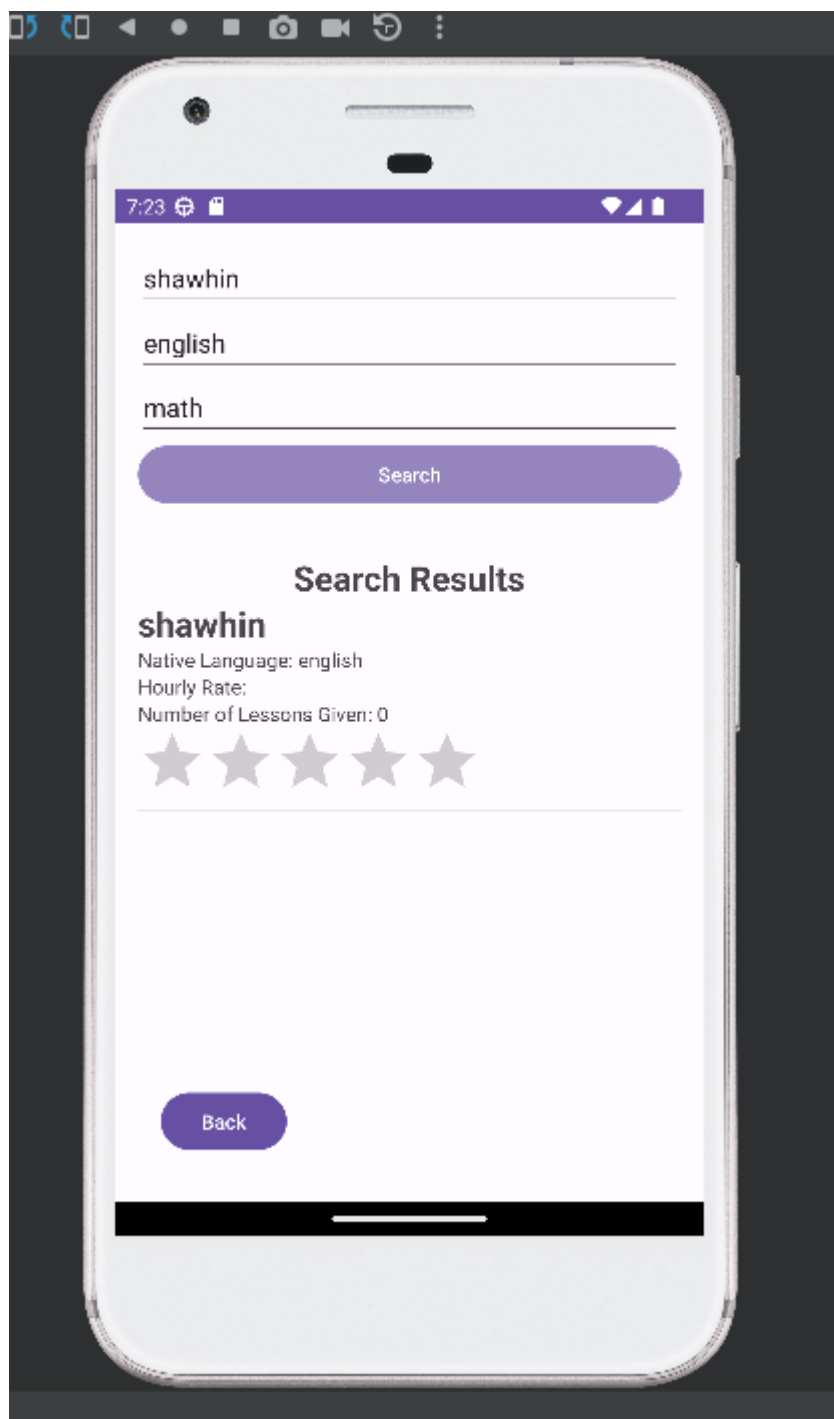 7:23
shawhin
english
math
Search
Search Results
shawhin
Native Language: english
Hourly Rate:
Number of Lessons Given: 0
Back